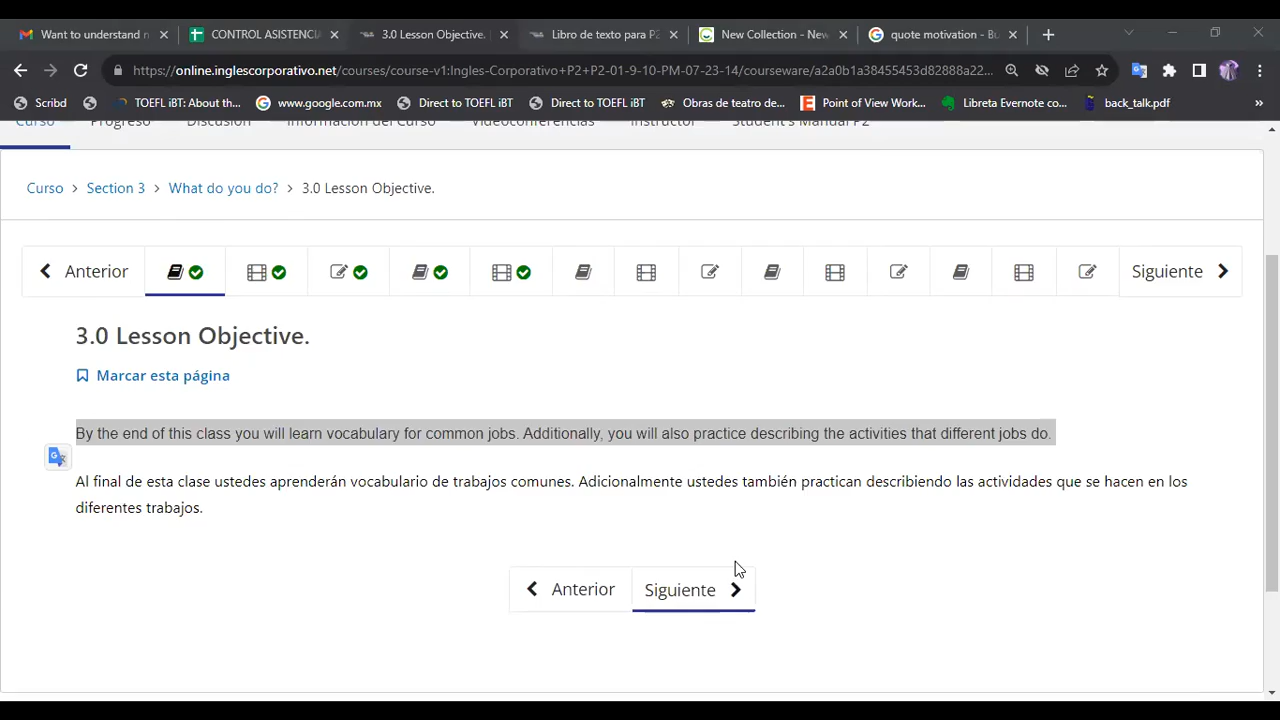 Want to understand n
CONTROL ASISTENCIA
3.0 Lesson Objective.
Libro de texto para P2
New Collection - New
quote motivation - Bu
https://online.inglescorporativo.net/courses/course-v1:Ingles-Corporativo+P2+P2-01-9-10-PM-07-23-14/courseware/a2a0b1a38455453d82888a22...
Scribd
TOEFL iBT: About th...
www.google.com.mx
Direct to TOEFL iBT
Direct to TOEFL iBT
Obras de teatro de...
Point of View Work...
Libreta Evernote co...
back_talk.pdf
»
Curso
Progreso
Discusión
Información del Curso
Videoconferencias
Instructor
Student's Manual P2
Curso > Section 3 > What do you do? > 3.0 Lesson Objective.
Anterior
Siguiente
3.0 Lesson Objective.
Marcar esta página
By the end of this class you will learn vocabulary for common jobs. Additionally, you will also practice describing the activities that different jobs do.
Al final de esta clase ustedes aprenderán vocabulario de trabajos comunes. Adicionalmente ustedes también practican describiendo las actividades que se hacen en los
diferentes trabajos.
Anterior
Siguiente